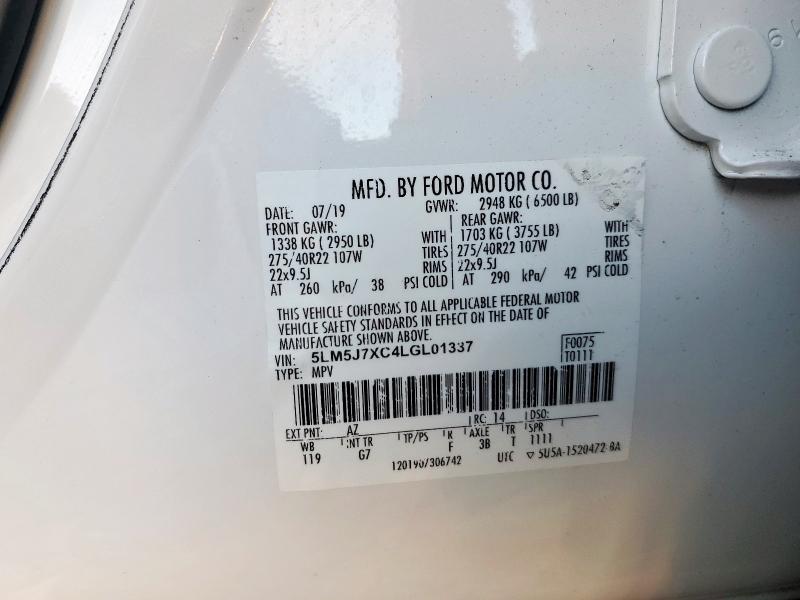 MFD. BY FORD MOTOR CO.
DATE: 07/19 GVWR: 2948 KG ( 6500 LB)
FRONT GAWR: REAR GAWR:
1338 KG ( 2950 LB) WITH 1703 KG ( 3755 LB) WITH
275/40R22 107W TIRES 275/40R22 107W TIRES
22x9.5J RIMS 22x9.5J RIMS
AT 260 kPa/ 38 PSI COLD AT 290 kPa/ 42 PSI COLD
THIS VEHICLE CONFORMS TO ALL APPLICABLE FEDERAL MOTOR
VEHICLE SAFETY STANDARDS IN EFFECT ON THE DATE OF
MANUFACTURE SHOWN ABOVE.
VIN: 5LM5J7XC4LGL01337 F0075
TYPE: MPV T0111
EXT PNT: AZ RC: 14 DSO:
WB INT TR TP/PS R AXLE TR SPR
119 G7 F 3B T 1111
120190/306742 UTC ▽ 5U5A-1520472-BA